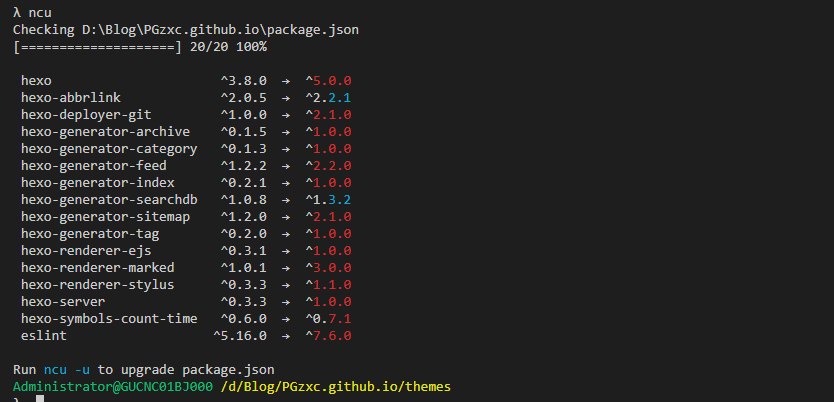 λ ncu
Checking D:\Blog\PGzxc.github.io\package.json
[====================] 20/20 100%
hexo ^3.8.0 → ^5.0.0
hexo-abbrlink ^2.0.5 → ^2.2.1
hexo-deployer-git ^1.0.0 → ^2.1.0
hexo-generator-archive ^0.1.5 → ^1.0.0
hexo-generator-category ^0.1.3 → ^1.0.0
hexo-generator-feed ^1.2.2 → ^2.2.0
hexo-generator-index ^0.2.1 → ^1.0.0
hexo-generator-searchdb ^1.0.8 → ^1.3.2
hexo-generator-sitemap ^1.2.0 → ^2.1.0
hexo-generator-tag ^0.2.0 → ^1.0.0
hexo-renderer-ejs ^0.3.1 → ^1.0.0
hexo-renderer-marked ^1.0.1 → ^3.0.0
hexo-renderer-stylus ^0.3.3 → ^1.1.0
hexo-server ^0.3.3 → ^1.0.0
hexo-symbols-count-time ^0.6.0 → ^0.7.1
eslint ^5.16.0 → ^7.6.0
Run ncu -u to upgrade package.json
Administrator@GUCNC01BJ000 /d/Blog/PGzxc.github.io/themes
λ